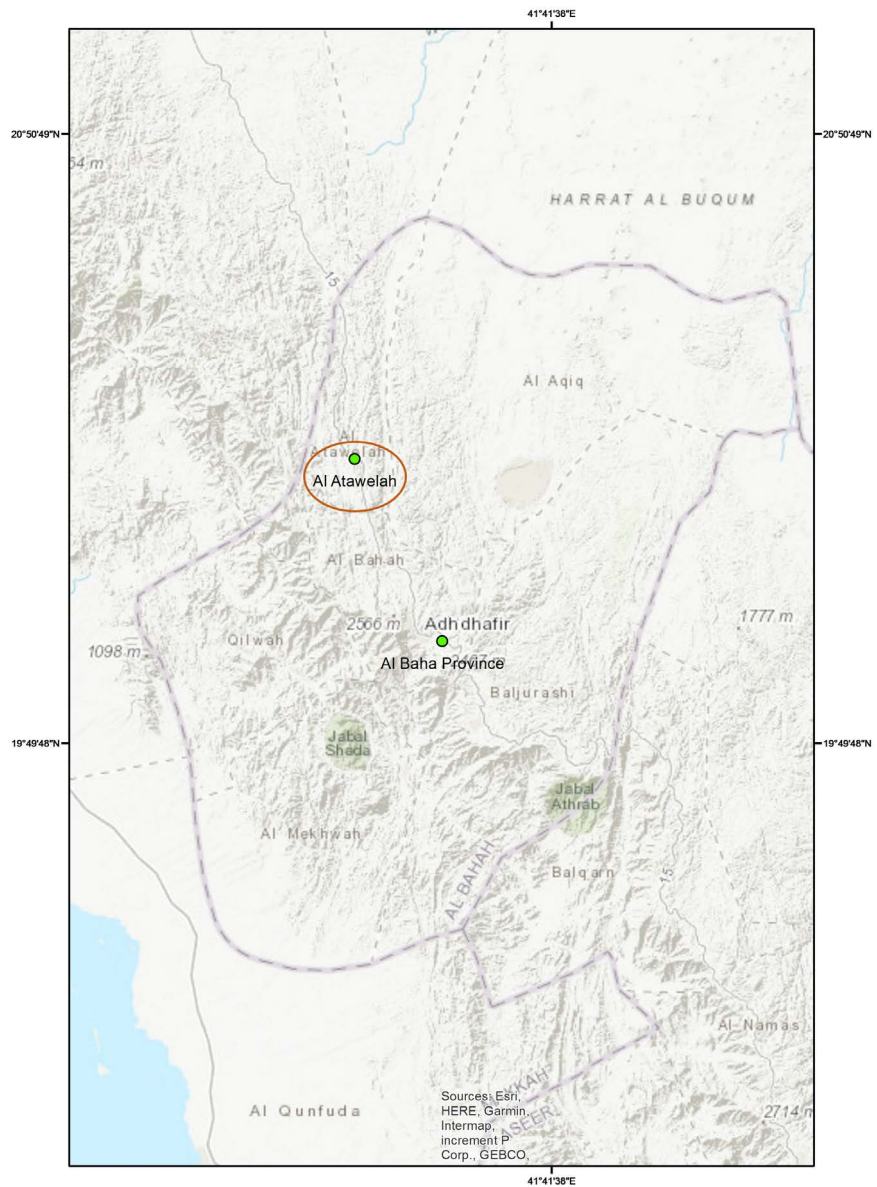 41°41'38"E
20°50'49"N
20°50'49"N
54 m
HARRAT AL BUQUM
15
Al Aqiq
Al
Atawelah
Al Atawelah
Al Bahah
2566 m
Adhdhafir
1777 m
Qilwah
1098 m
Al Baha Province
Baljurashi
Jabal
Shada
19°49'48"N
19°49'48"N
Jabal
Athrab
Al Mekhwah
AL BAHAH
Balqarn
15
Al Namas
Al Qunfuda
ASEER
2714 m
Sources: Esri,
HERE, Garmin,
Intermap,
increment P
Corp., GEBCO,
41°41'38"E